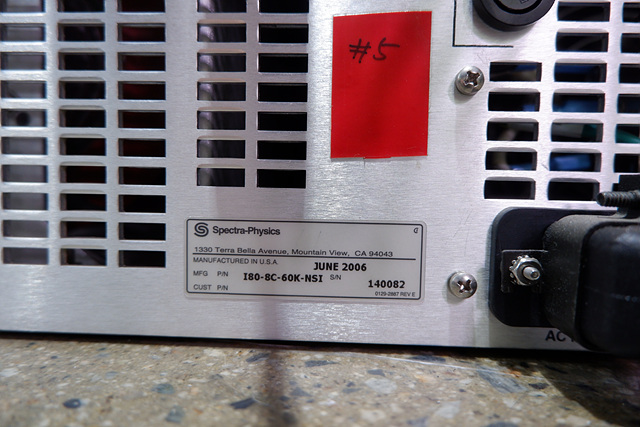 #5
Spectra-Physics
1330 Terra Bella Avenue, Mountain View, CA 94043
MANUFACTURED IN U.S.A.
JUNE 2006
MFG P/N I80-8C-60K-NSI S/N 140082
CUST P/N
0129-2887 REV E
AC